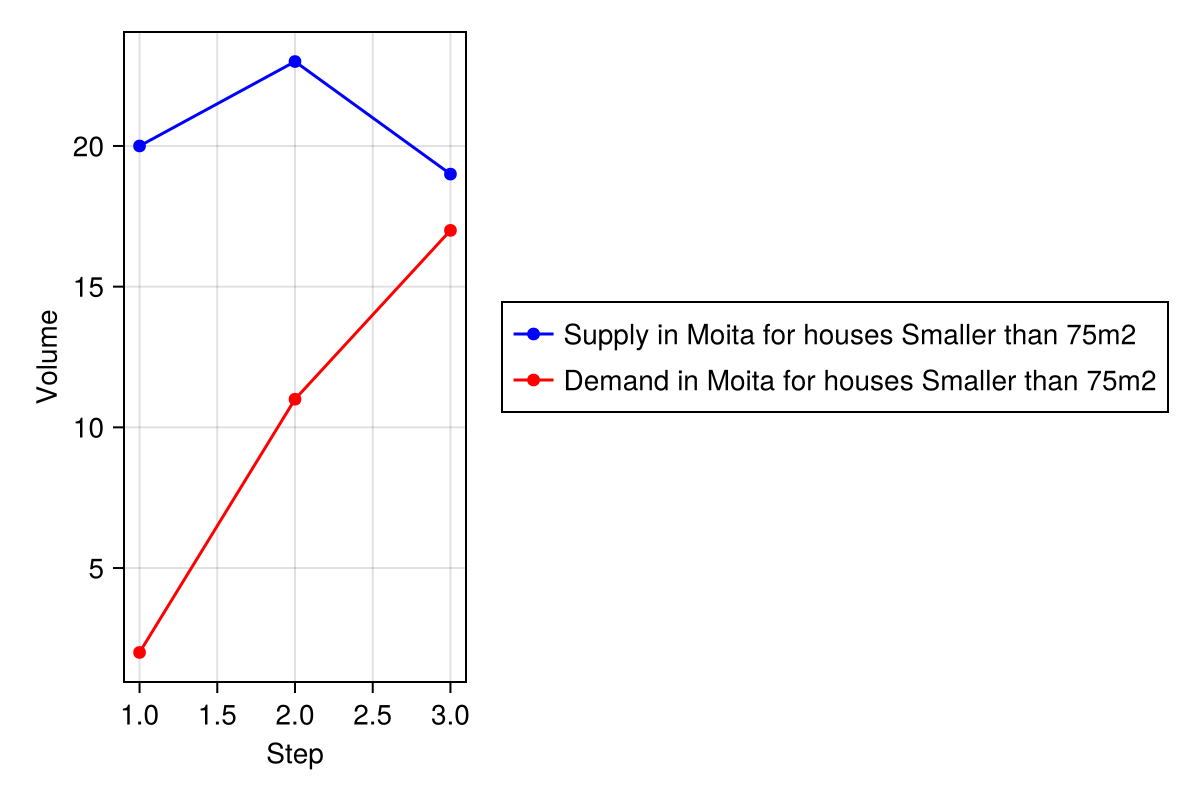 20
15
10
5
Volume
1.0 1.5 2.0 2.5 3.0
Step
Supply in Moita for houses Smaller than 75m2
Demand in Moita for houses Smaller than 75m2